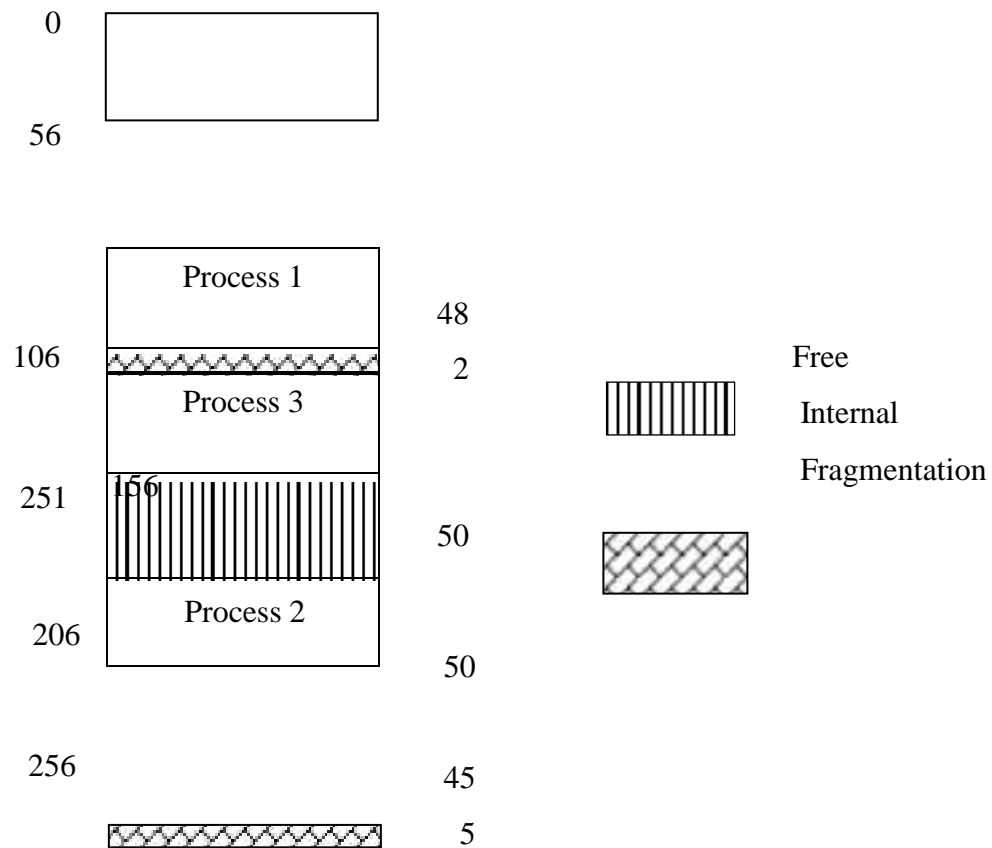 0
56
Process 1
48
106
2
Free
Process 3
Internal
Fragmentation
156
251
50
Process 2
206
50
256
45
5